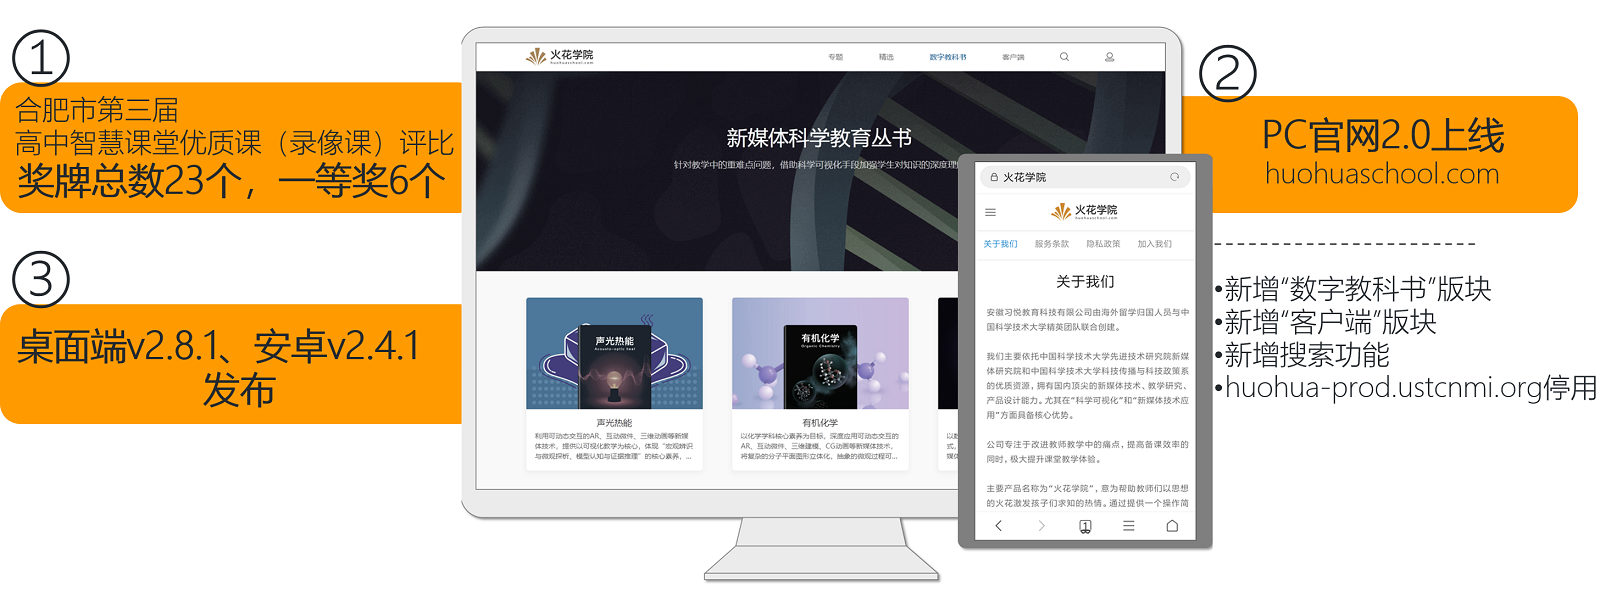 ①
合肥市第三届
高中智慧课堂优质课（录像课）评比
奖牌总数23个，一等奖6个
③
桌面端v2.8.1、安卓v2.4.1
发布
火花学院
huohuaschool.com
专题 精选 数字教科书 客户端
新媒体科学教育丛书
针对教学中的重难点问题，借助科学可视化手段加强学生对知识的深度理
声光热能
Acousto-optic heat
声光热能
利用可动态交互的AR、互动微件、三维动画等新媒
体技术，提供以可视化教学为核心，体现“宏观辨识
与微观探析，模型认知与证据推理”的核心素养，...
有机化学
Organic Chemistry
有机化学
以化学学科核心素养为目标，深度应用可动态交互的
AR、互动微件、三维建模、CG动画等新媒体技术，
将复杂的分子平面图形立体化，抽象的微观过程可...
以
式，
媒体
火花学院
火花学院
huohuaschool.com
关于我们 服务条款 隐私政策 加入我们
关于我们
安徽习悦教育科技有限公司由海外留学归国人员与中
国科学技术大学精英团队联合创建。
我们主要依托中国科学技术大学先进技术研究院新媒
体研究院和中国科学技术大学科技传播与科技政策系
的优质资源，拥有国内顶尖的新媒体技术、教学研究、
产品设计能力。尤其在“科学可视化”和“新媒体技术应
用”方面具备核心优势。
公司专注于改进教师教学中的痛点，提高备课效率的
同时，极大提升课堂教学体验。
主要产品名称为“火花学院”，意为帮助教师们以思想
的火花激发孩子们求知的热情。通过提供一个操作简
1
②
PC官网2.0上线
huohuaschool.com
•新增“数字教科书”版块
•新增“客户端”版块
•新增搜索功能
•huohua-prod.ustcnmi.org停用